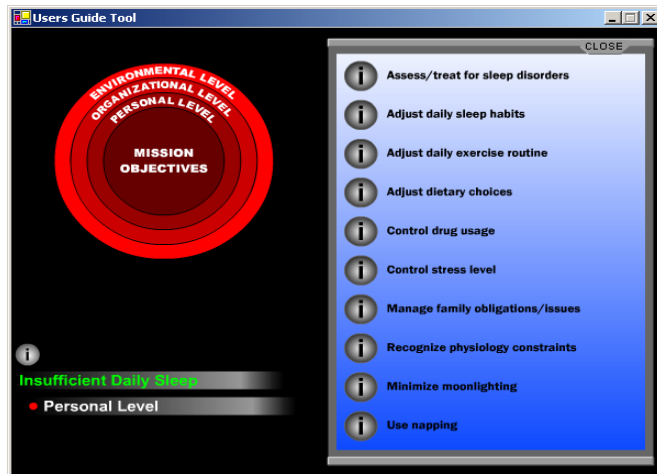 Users Guide Tool
CLOSE
ENVIRONMENTAL LEVEL
ORGANIZATIONAL LEVEL
PERSONAL LEVEL
MISSION
OBJECTIVES
i
Insufficient Daily Sleep
Personal Level
i Assess/treat for sleep disorders
i Adjust daily sleep habits
i Adjust daily exercise routine
i Adjust dietary choices
i Control drug usage
i Control stress level
i Manage family obligations/issues
i Recognize physiology constraints
i Minimize moonlighting
i Use napping